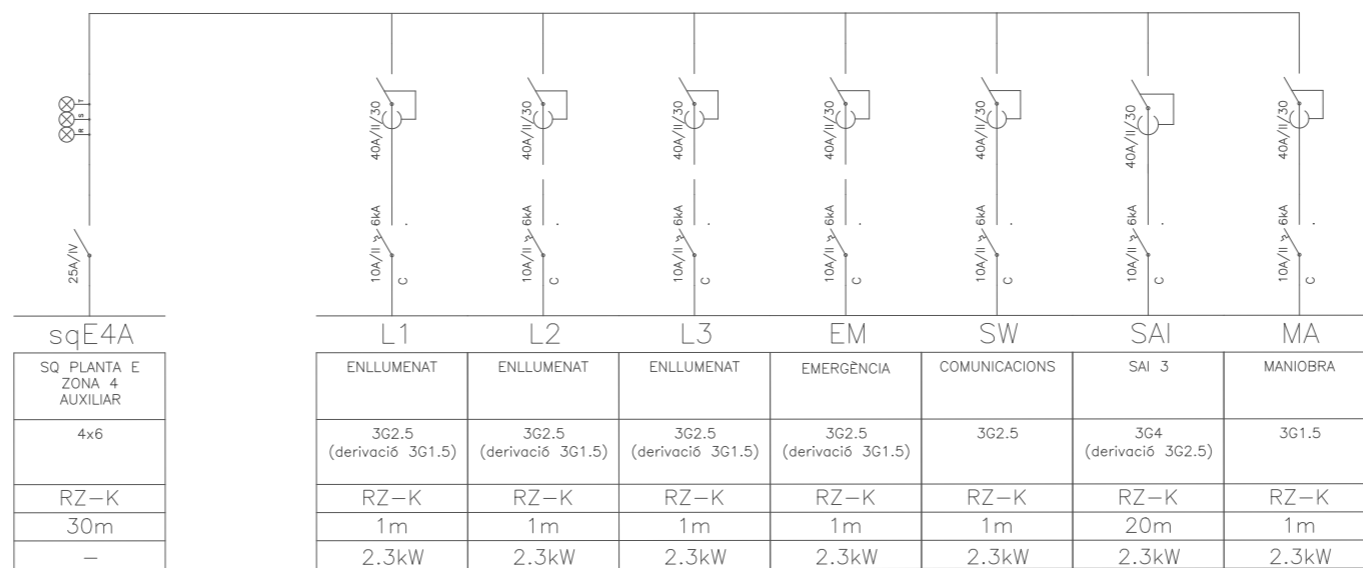 T
S
R
25A/IV
40A/II/30
40A/II/30
40A/II/30
40A/II/30
40A/II/30
40A/II/30
40A/II/30
10A/II 6kA
10A/II 6kA
10A/II 6kA
10A/II 6kA
10A/II 6kA
10A/II 6kA
10A/II 6kA
C
C
C
C
C
C
C
sqE4A L1 L2 L3 EM SW SAI MA
SQ PLANTA E
ZONA 4
AUXILIAR
ENLLUMENAT ENLLUMENAT ENLLUMENAT EMERGÈNCIA COMUNICACIONS SAI 3 MANIOBRA
4x6 3G2.5 3G2.5 3G2.5 3G2.5 3G2.5 3G4 3G1.5
(derivació 3G1.5) (derivació 3G1.5) (derivació 3G1.5) (derivació 3G1.5) (derivació 3G2.5)
RZ-K RZ-K RZ-K RZ-K RZ-K RZ-K RZ-K RZ-K
30m 1m 1m 1m 1m 1m 20m 1m
- 2.3kW 2.3kW 2.3kW 2.3kW 2.3kW 2.3kW 2.3kW